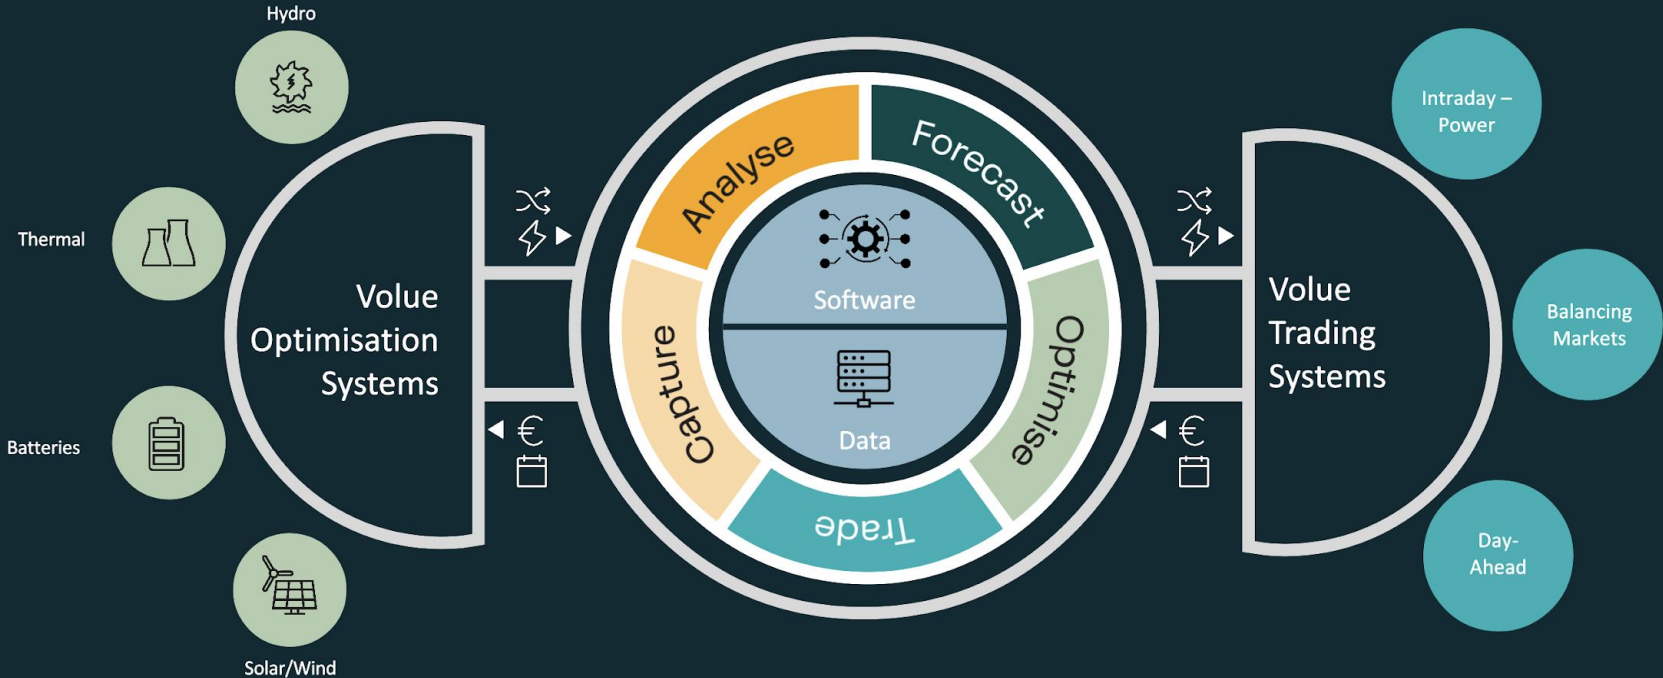 Hydro
Thermal
Batteries
Solar/Wind
Volue
Optimisation
Systems
€
Analyse
Forecast
Optimise
Trade
Capture
Software
Data
€
Volue
Trading
Systems
Intraday –
Power
Balancing
Markets
Day-
Ahead